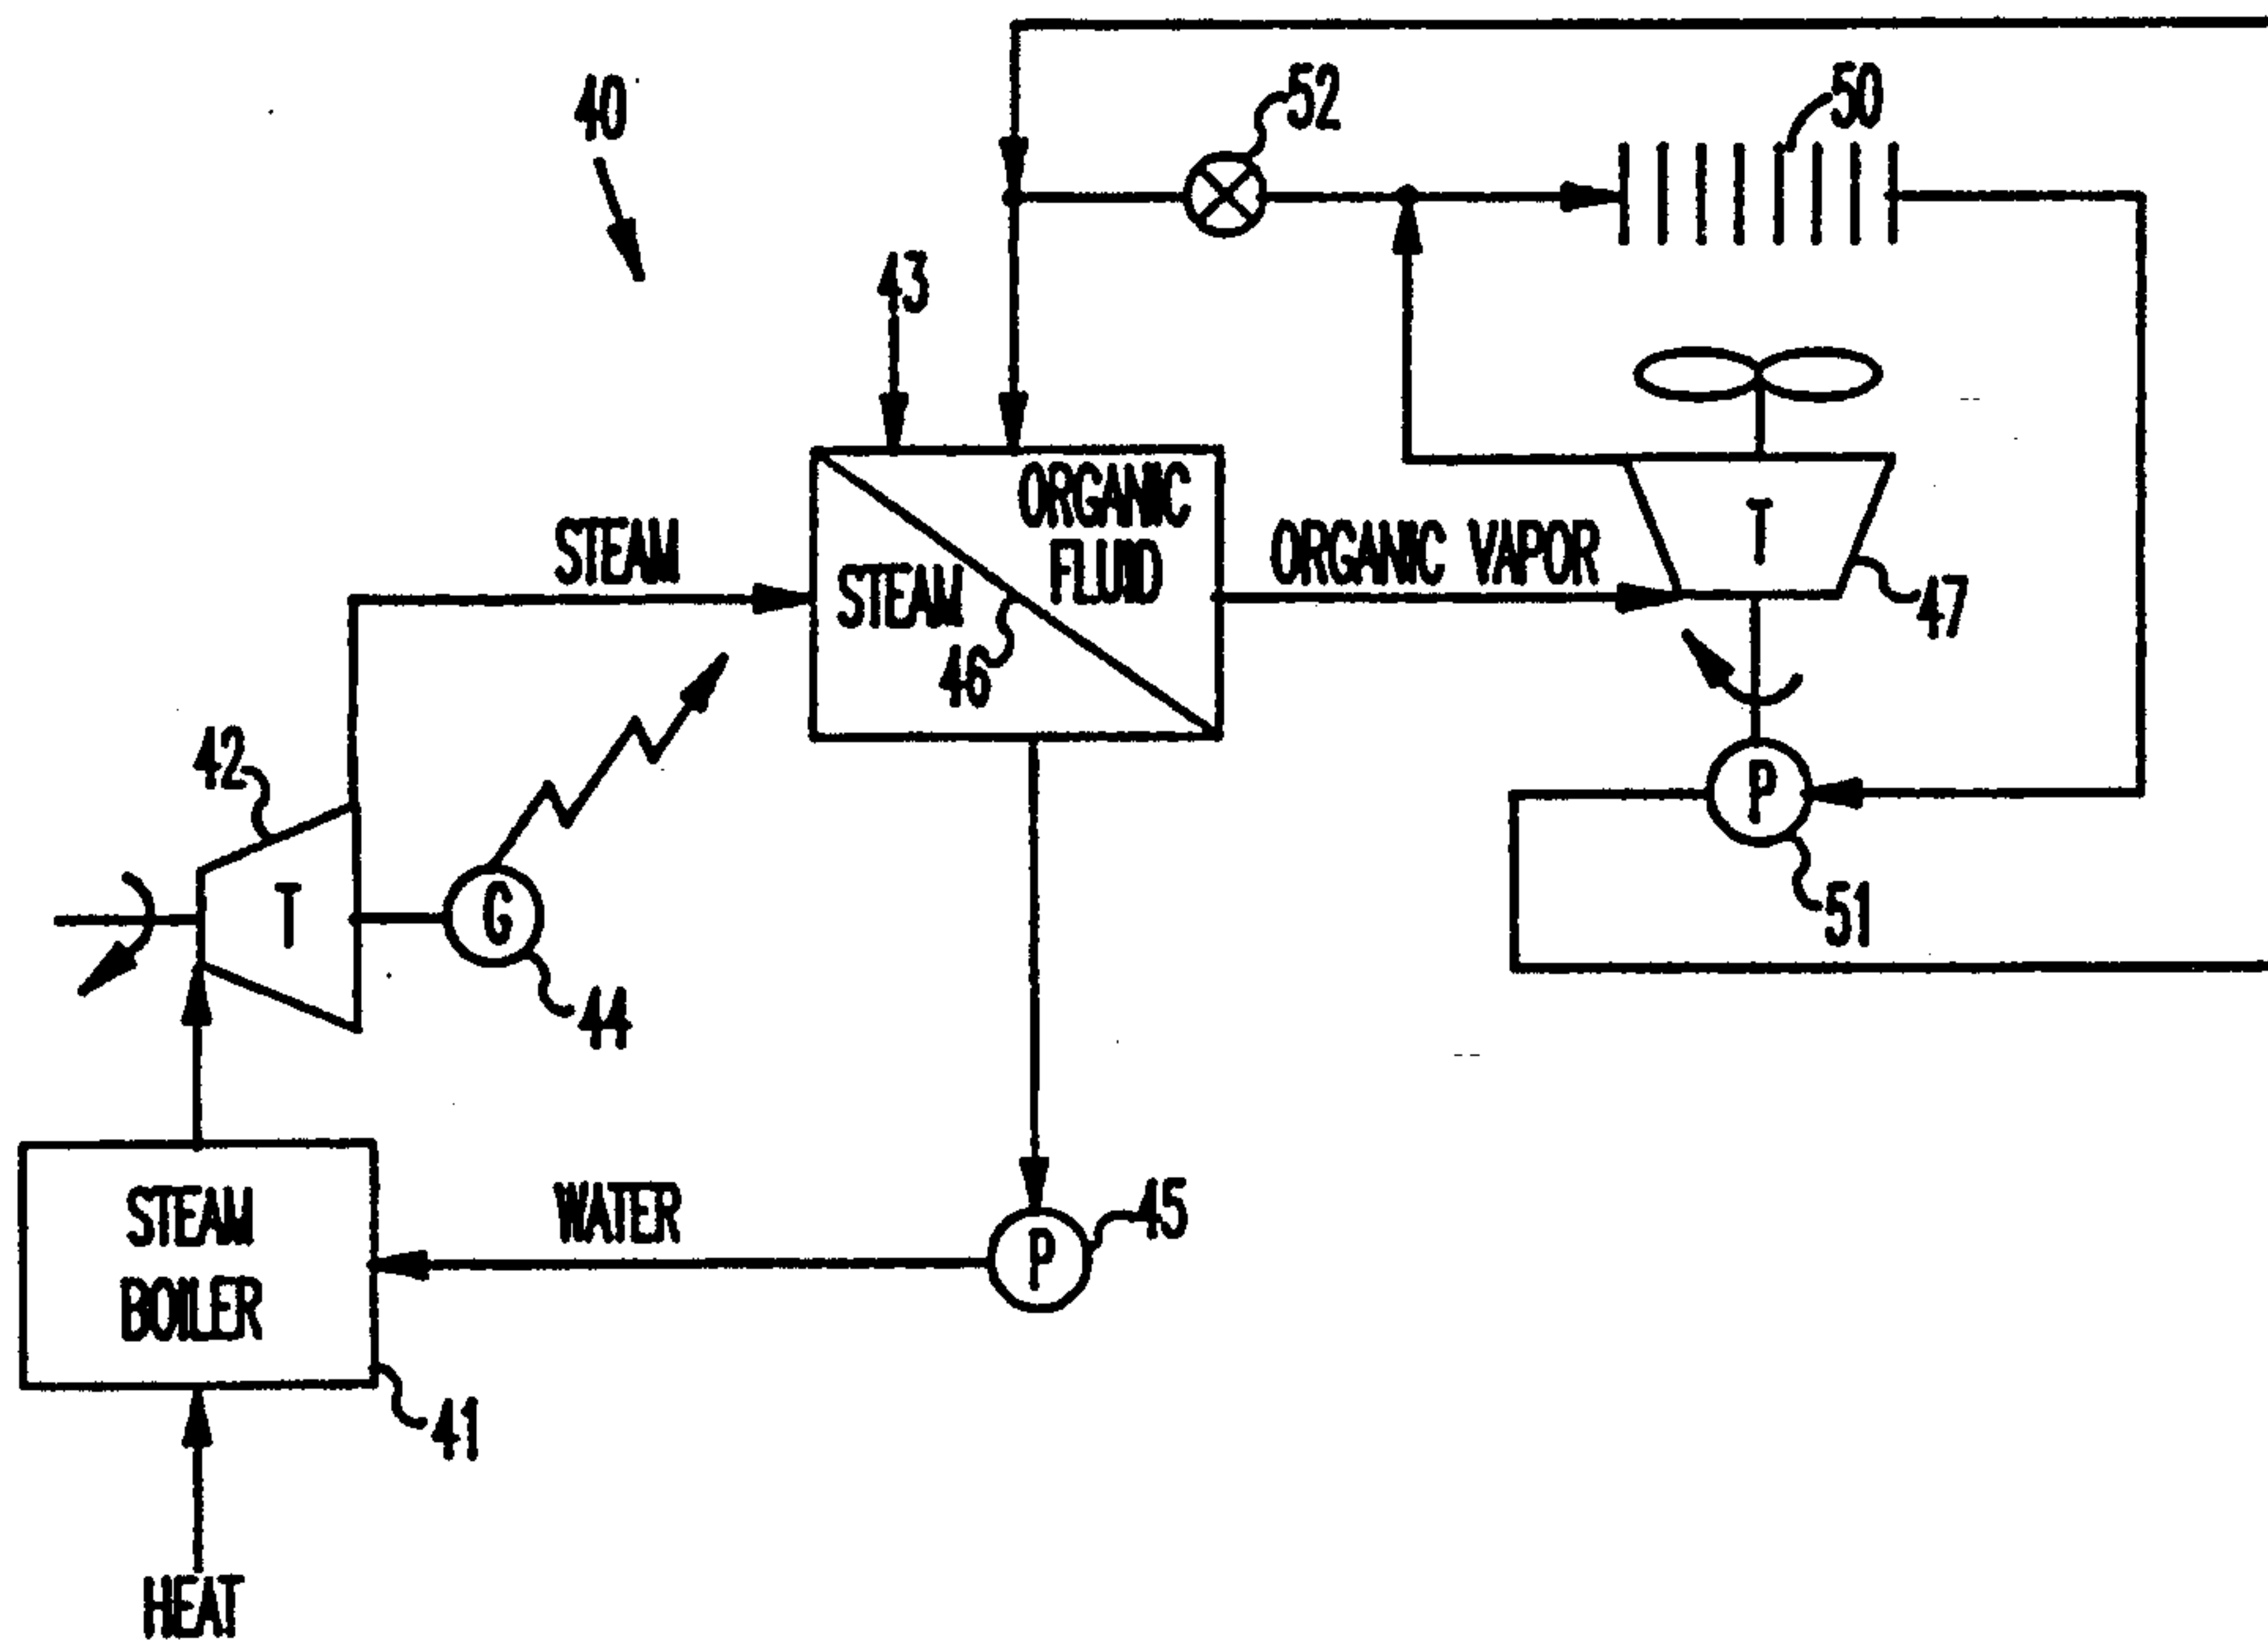 40
52
50
43
ORGANIC
FLUID
STEAM
46
STEAM
ORGANIC VAPOR
T
47
42
T
G
44
P
51
STEAM
BOILER
41
WATER
P
45
HEAT